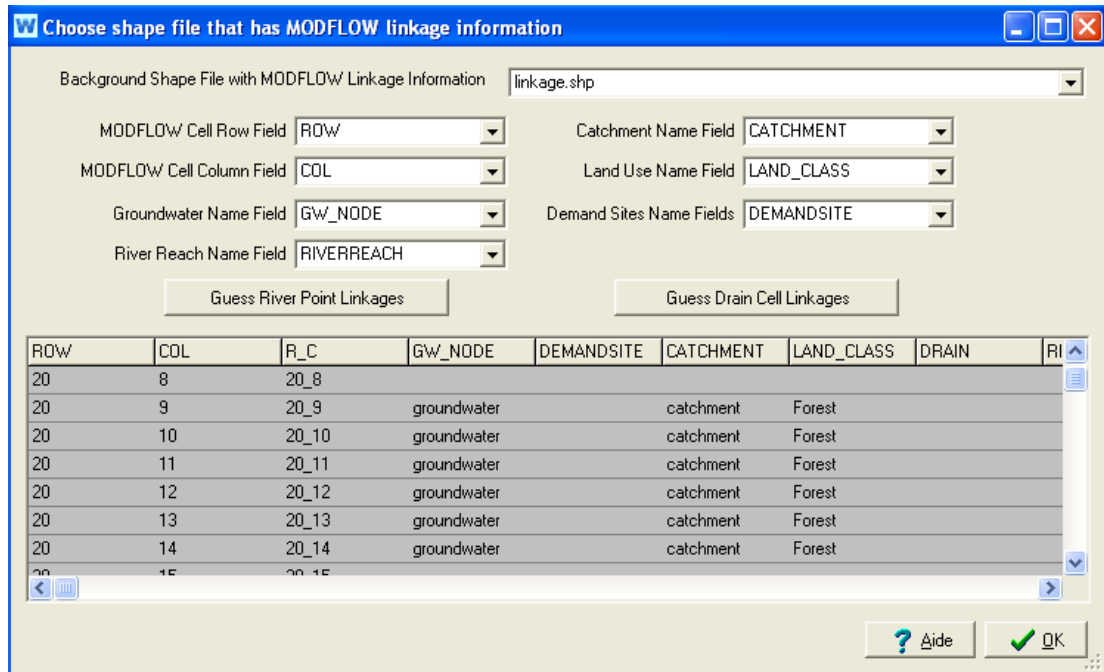 Choose shape file that has MODFLOW linkage information
Background Shape File with MODFLOW Linkage Information linkage.shp
MODFLOW Cell Row Field ROW Catchment Name Field CATCHMENT
MODFLOW Cell Column Field COL Land Use Name Field LAND_CLASS
Groundwater Name Field GW_NODE Demand Sites Name Fields DEMANDSITE
River Reach Name Field RIVERREACH
Guess River Point Linkages Guess Drain Cell Linkages
ROW COL R_C GW_NODE DEMANDSITE CATCHMENT LAND_CLASS DRAIN RI
20 8 20_8
20 9 20_9 groundwater catchment Forest
20 10 20_10 groundwater catchment Forest
20 11 20_11 groundwater catchment Forest
20 12 20_12 groundwater catchment Forest
20 13 20_13 groundwater catchment Forest
20 14 20_14 groundwater catchment Forest
20 15 20_15
? Aide OK